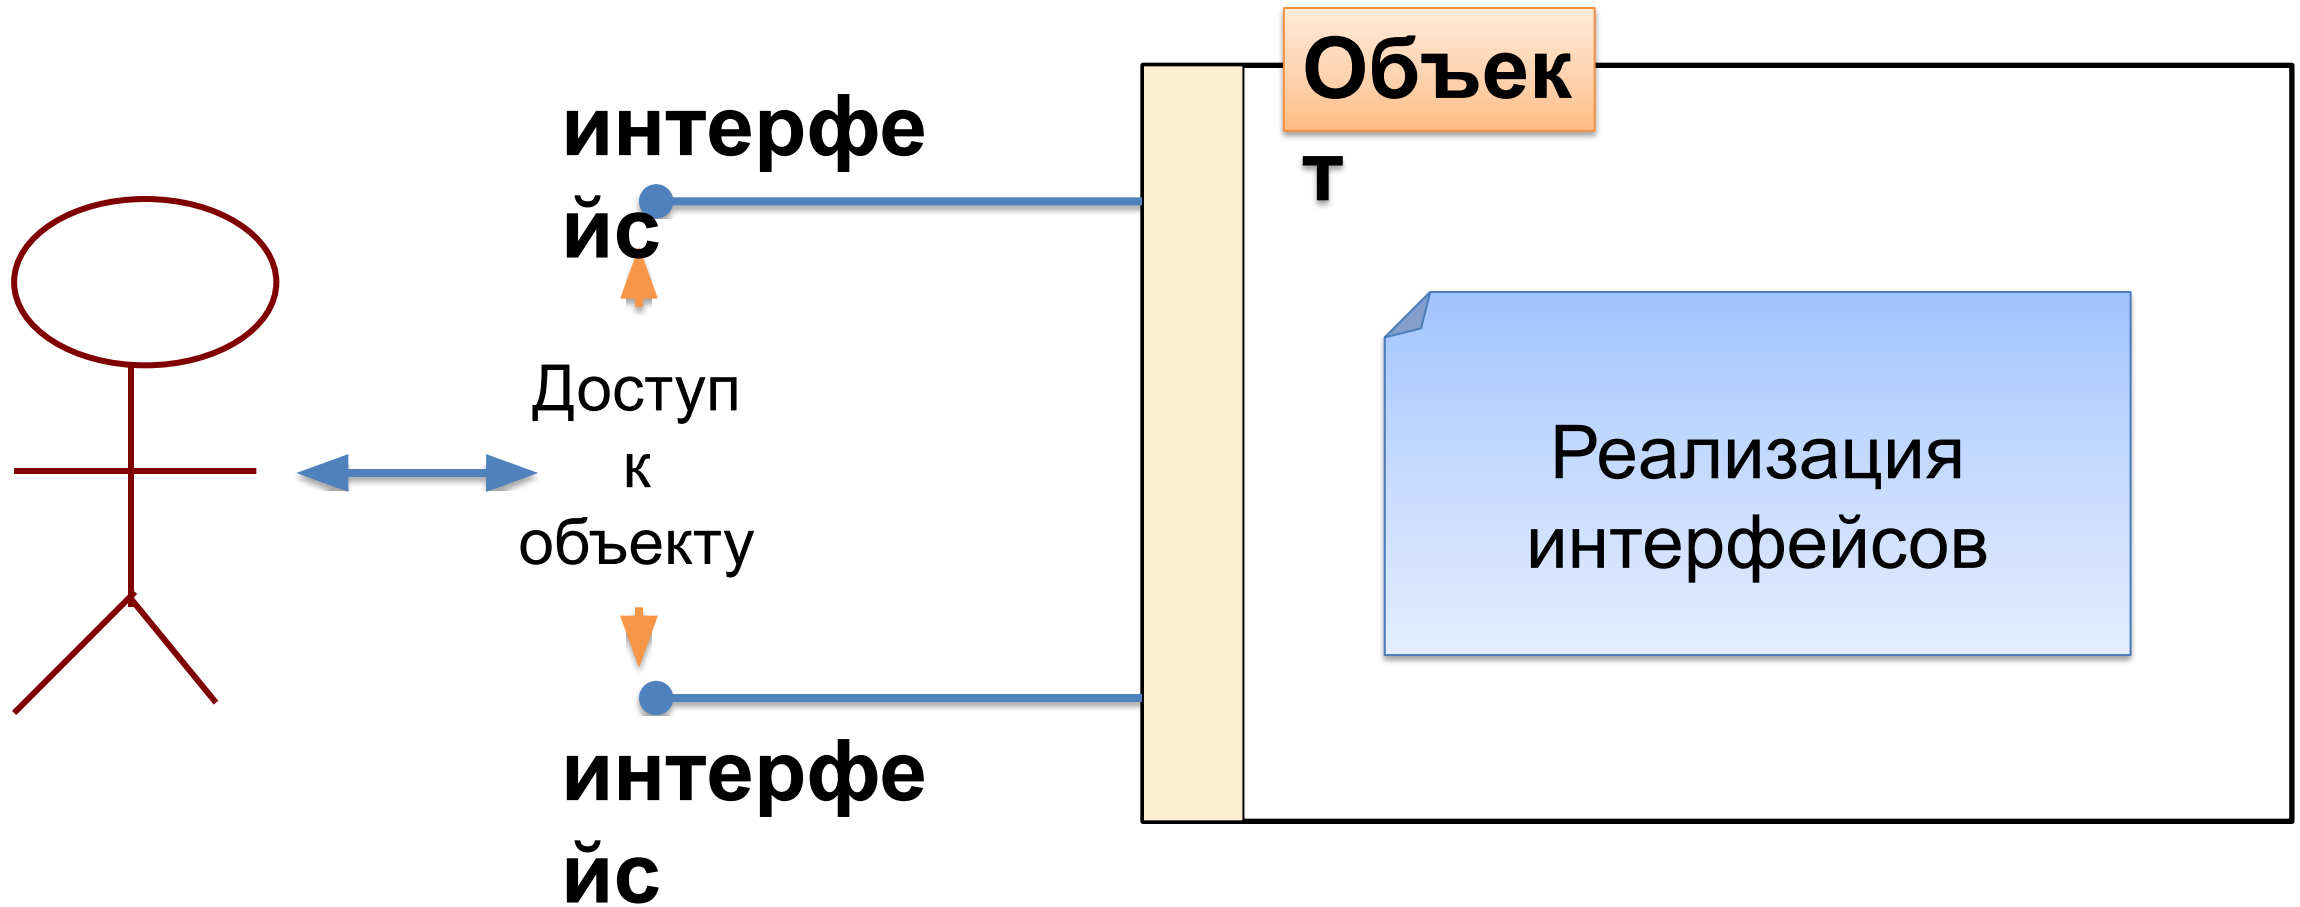 интерфе
йс
Доступ
к
объекту
интерфе
йс
Объек
т
Реализация
интерфейсов